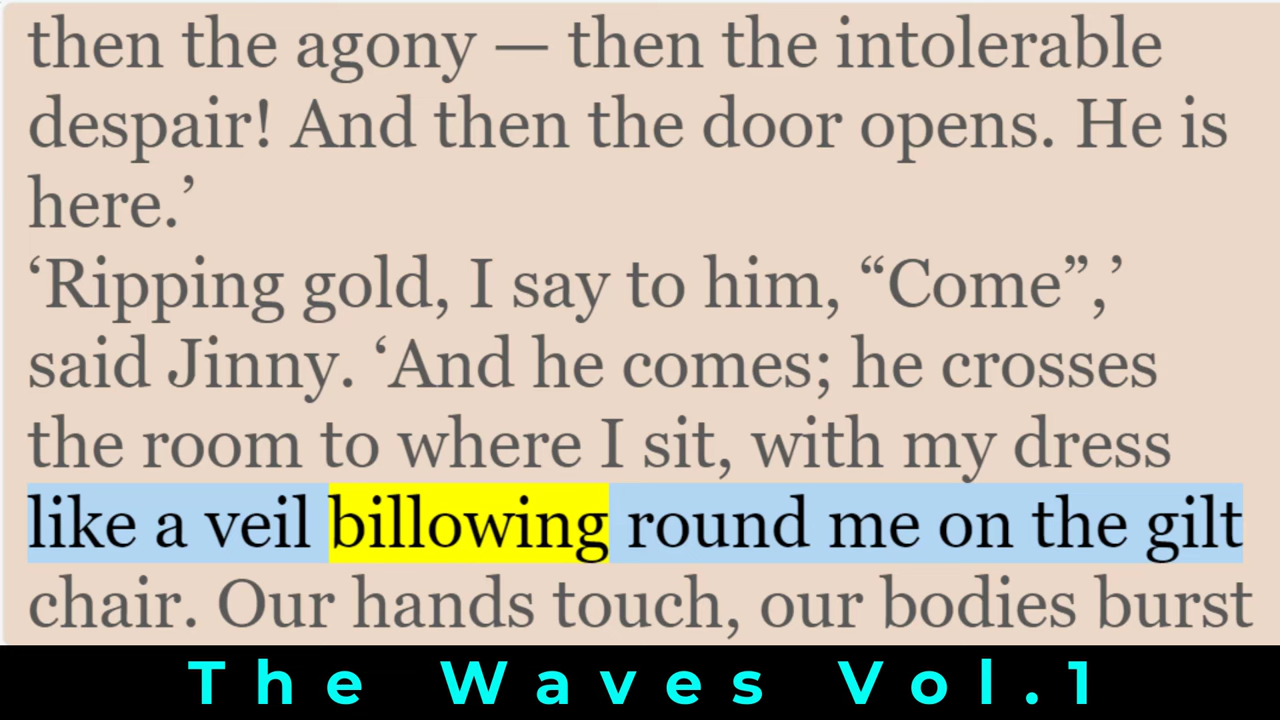 then the agony — then the intolerable
despair! And then the door opens. He is
here.’
‘Ripping gold, I say to him, “Come”,’
said Jinny. ‘And he comes; he crosses
the room to where I sit, with my dress
like a veil billowing round me on the gilt
chair. Our hands touch, our bodies burst
The Waves Vol.1